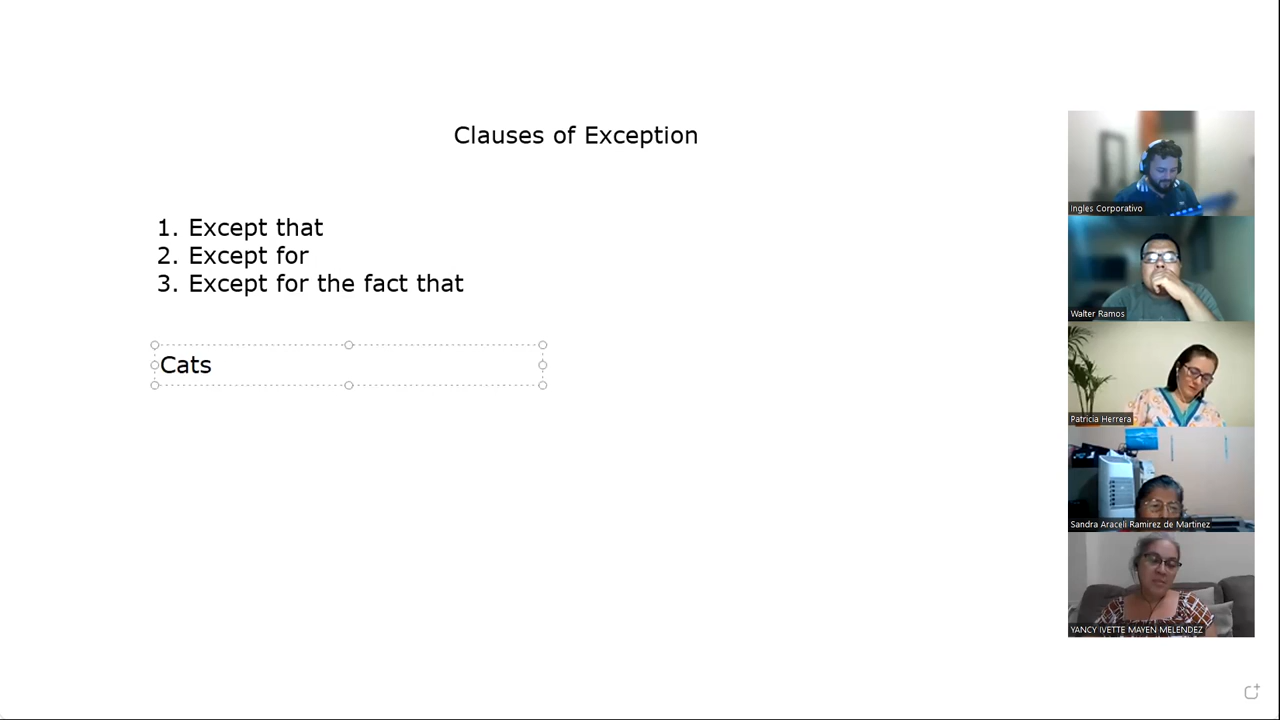 Clauses of Exception
1. Except that
2. Except for
3. Except for the fact that
Cats
Ingles Corporativo
Walter Ramos
Patricia Herrera
Sandra Araceli Ramirez de Martinez
YANCY IVETTE MAYEN MELENDEZ